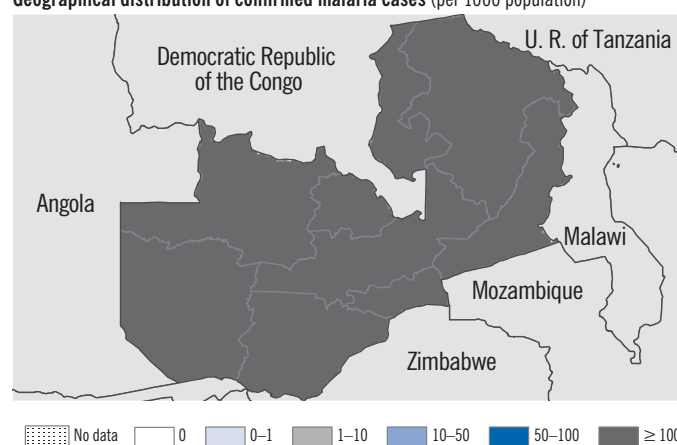 Geographical distribution of confirmed malaria cases (per 1000 population)
Democratic Republic
of the Congo
U. R. of Tanzania
Angola
Malawi
Mozambique
Zimbabwe
No data 0 0–1 1–10 10–50 50–100 ≥ 100